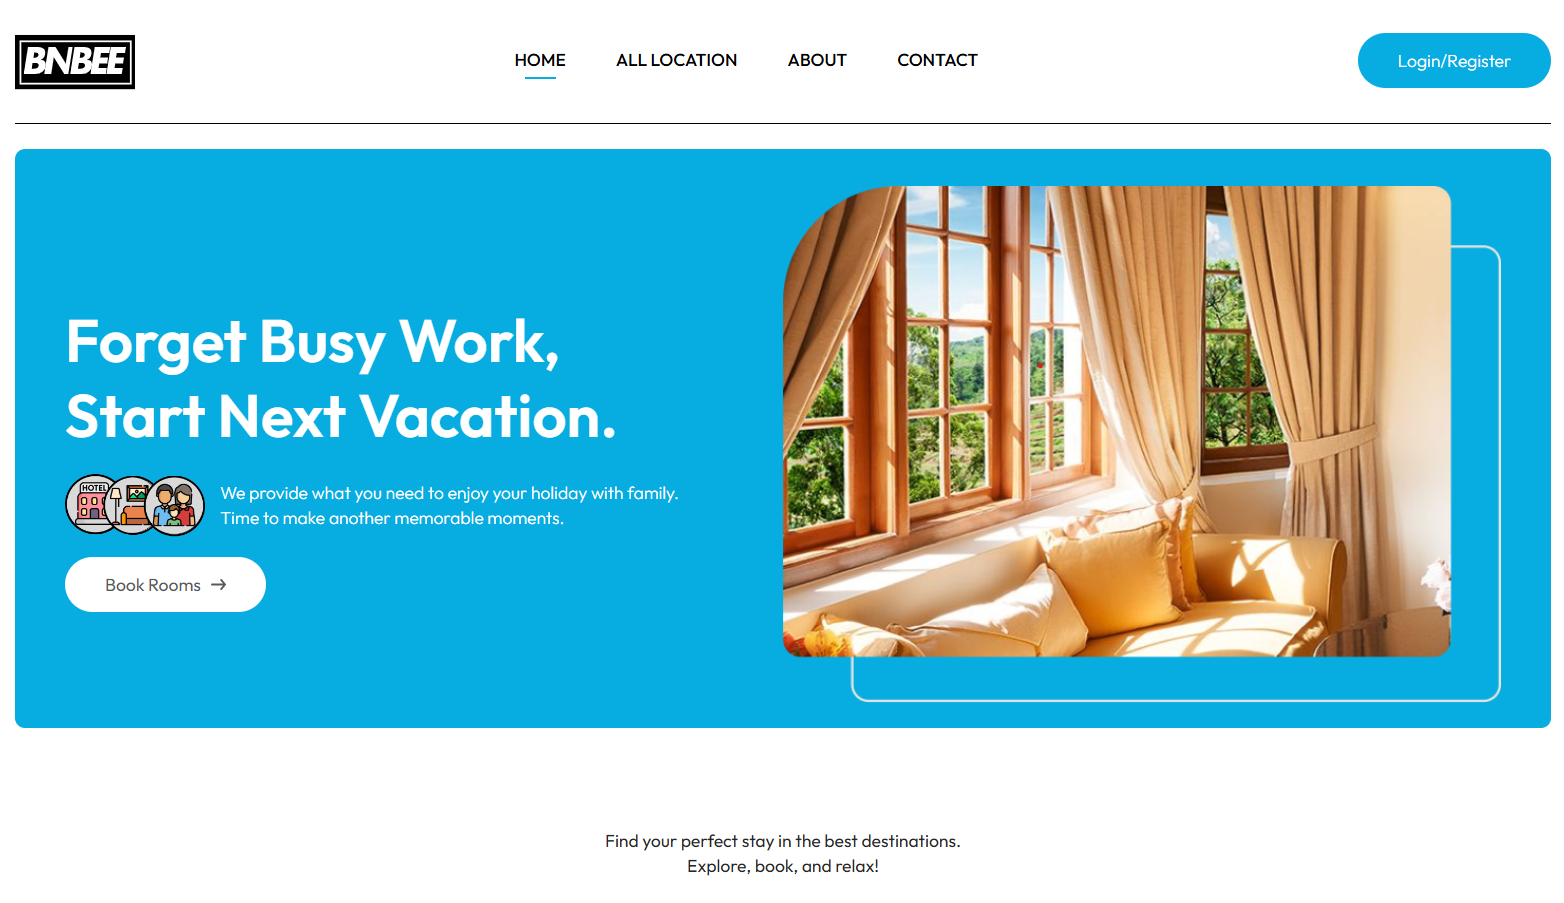 BNBEE
HOME
ALL LOCATION
ABOUT
CONTACT
Login/Register
Forget Busy Work,
Start Next Vacation.
HOTEL
We provide what you need to enjoy your holiday with family.
Time to make another memorable moments.
Book Rooms
Find your perfect stay in the best destinations.
Explore, book, and relax!